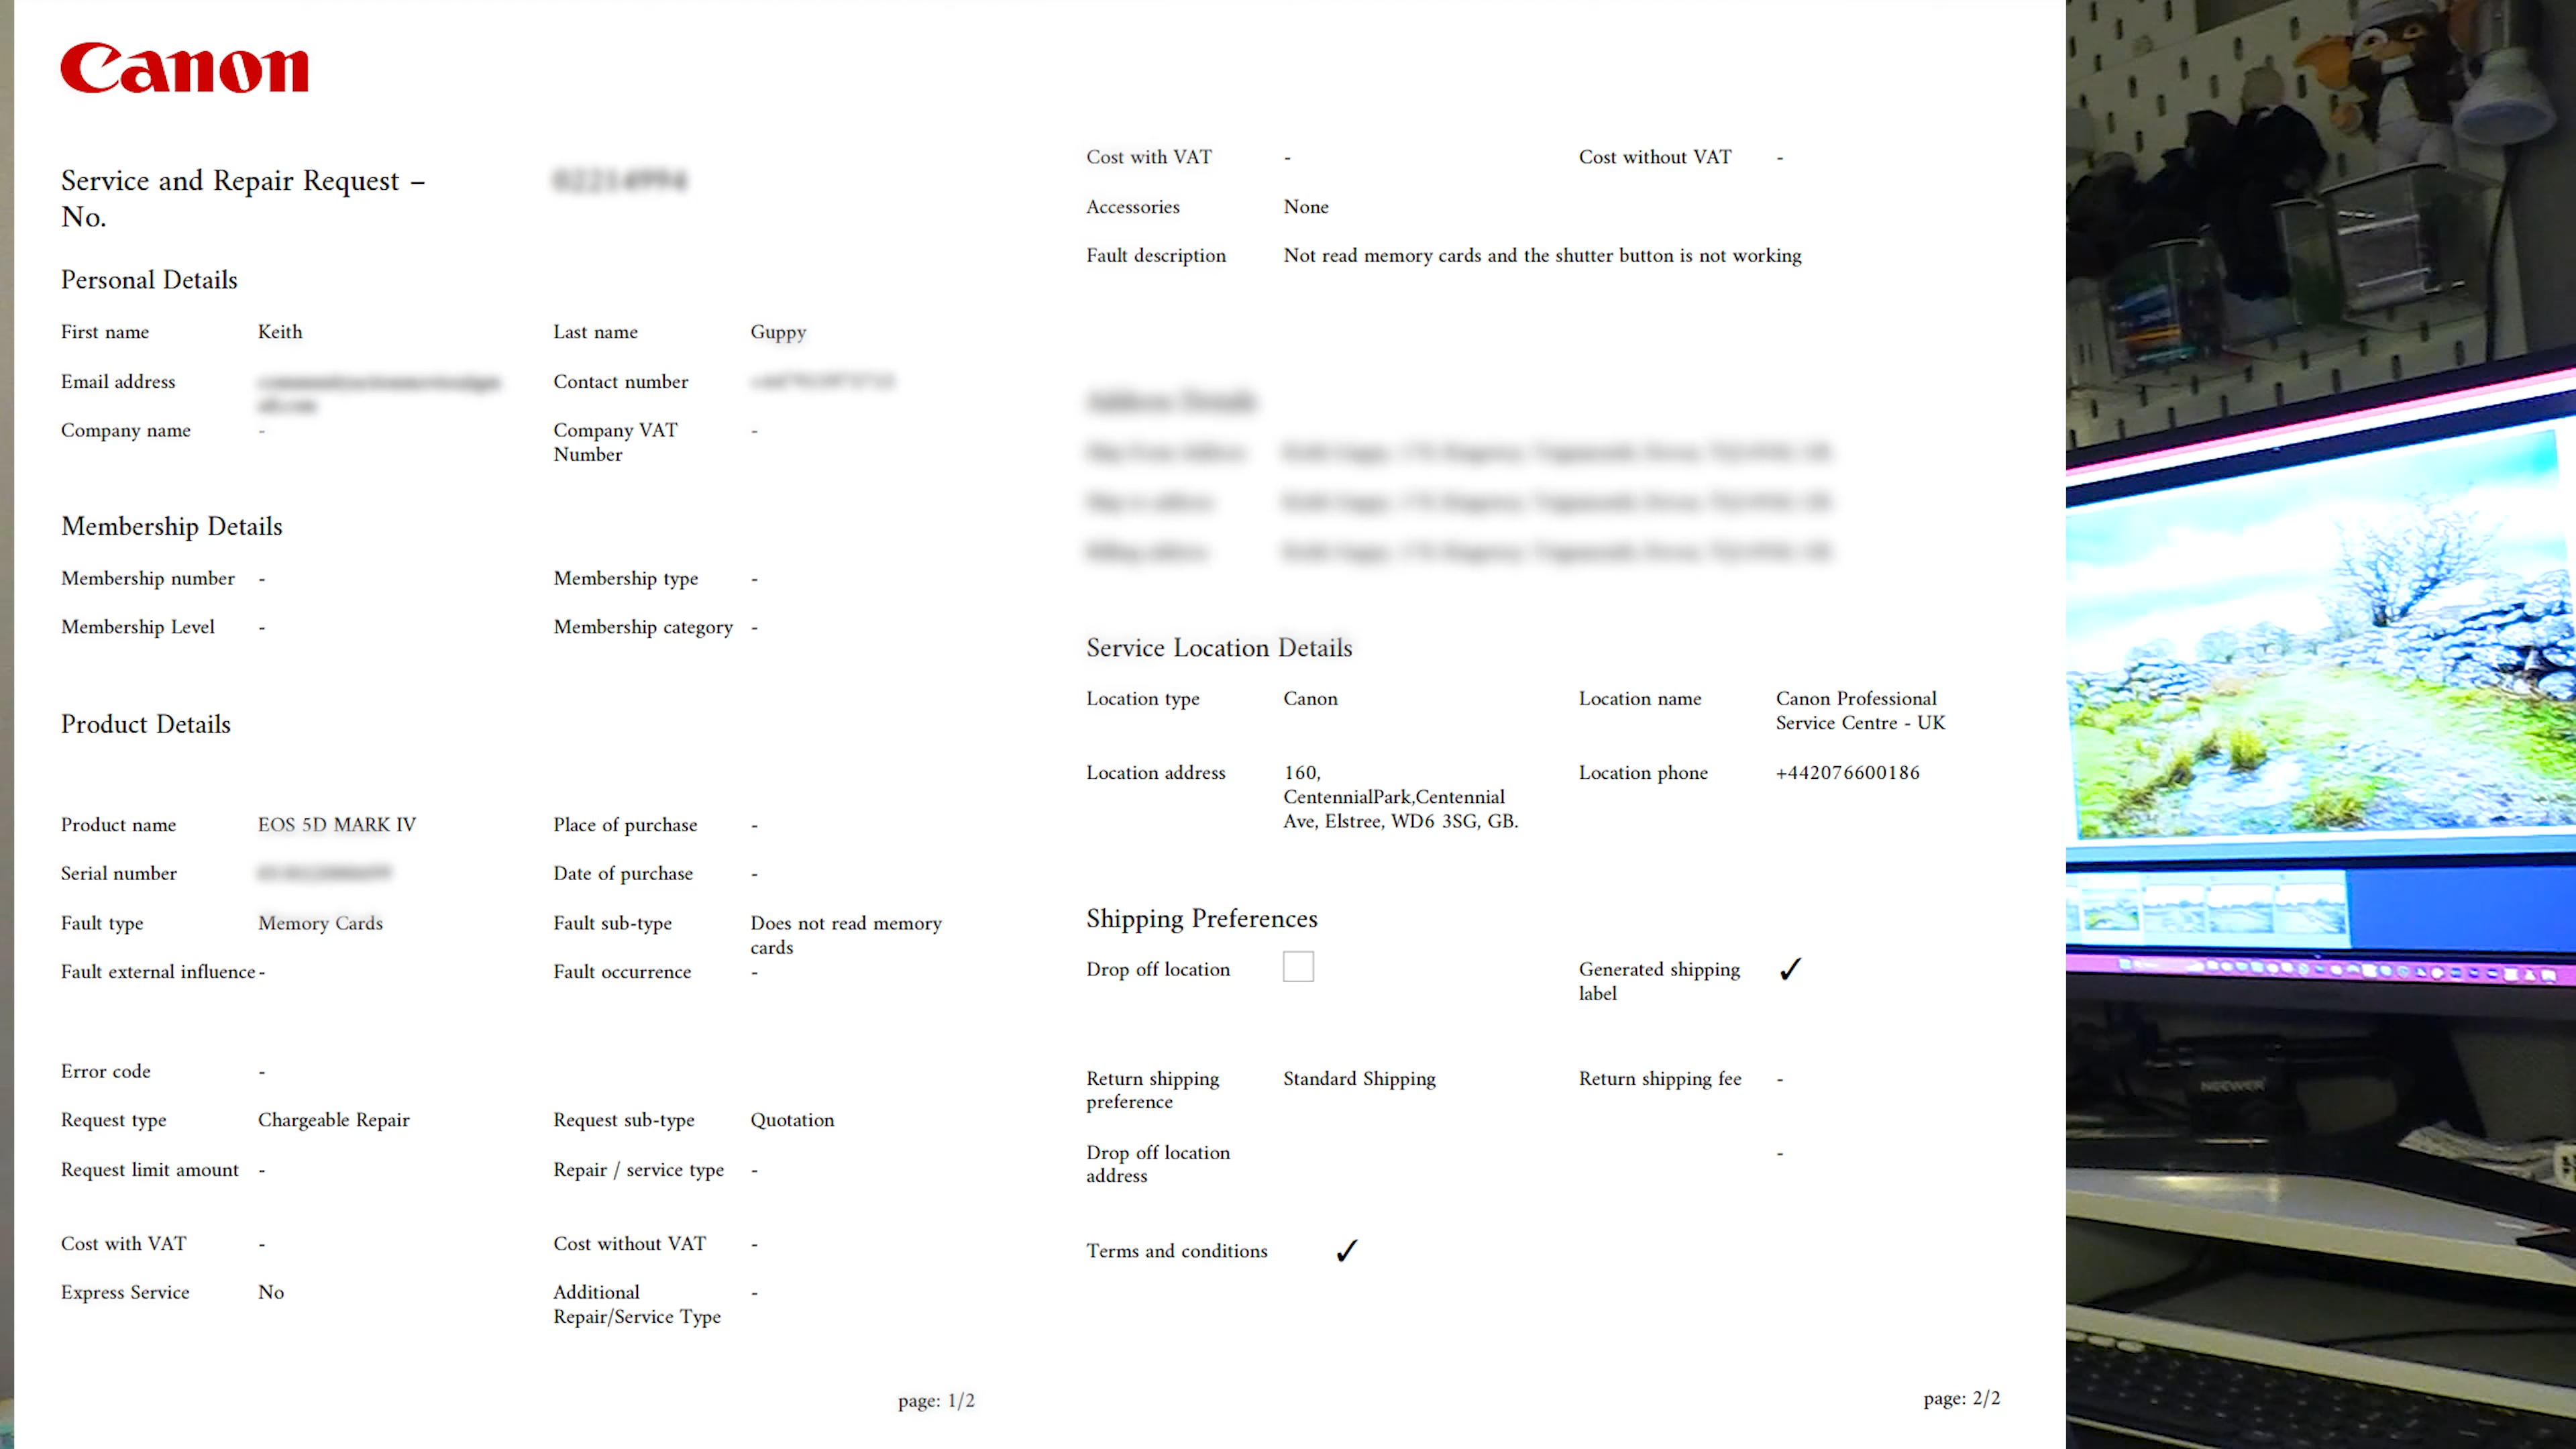 Canon
Service and Repair Request –
No.
Personal Details
First name Keith Last name Guppy
Email address Contact number
Company name - Company VAT -
Number
Membership Details
Membership number - Membership type -
Membership Level - Membership category -
Product Details
Product name EOS 5D MARK IV Place of purchase -
Serial number Date of purchase -
Fault type Memory Cards Fault sub-type Does not read memory
cards
Fault external influence - Fault occurrence -
Error code -
Request type Chargeable Repair Request sub-type Quotation
Request limit amount - Repair / service type -
Cost with VAT - Cost without VAT -
Express Service No Additional -
Repair/Service Type
page: 1/2
Cost with VAT - Cost without VAT -
Accessories None
Fault description Not read memory cards and the shutter button is not working
Service Location Details
Location type Canon Location name Canon Professional
Service Centre - UK
Location address 160, Location phone +442076600186
CentennialPark,Centennial
Ave, Elstree, WD6 3SG, GB.
Shipping Preferences
Drop off location Generated shipping ✓
label
Return shipping Standard Shipping Return shipping fee -
preference
Drop off location -
address
Terms and conditions ✓
page: 2/2
NEEWER